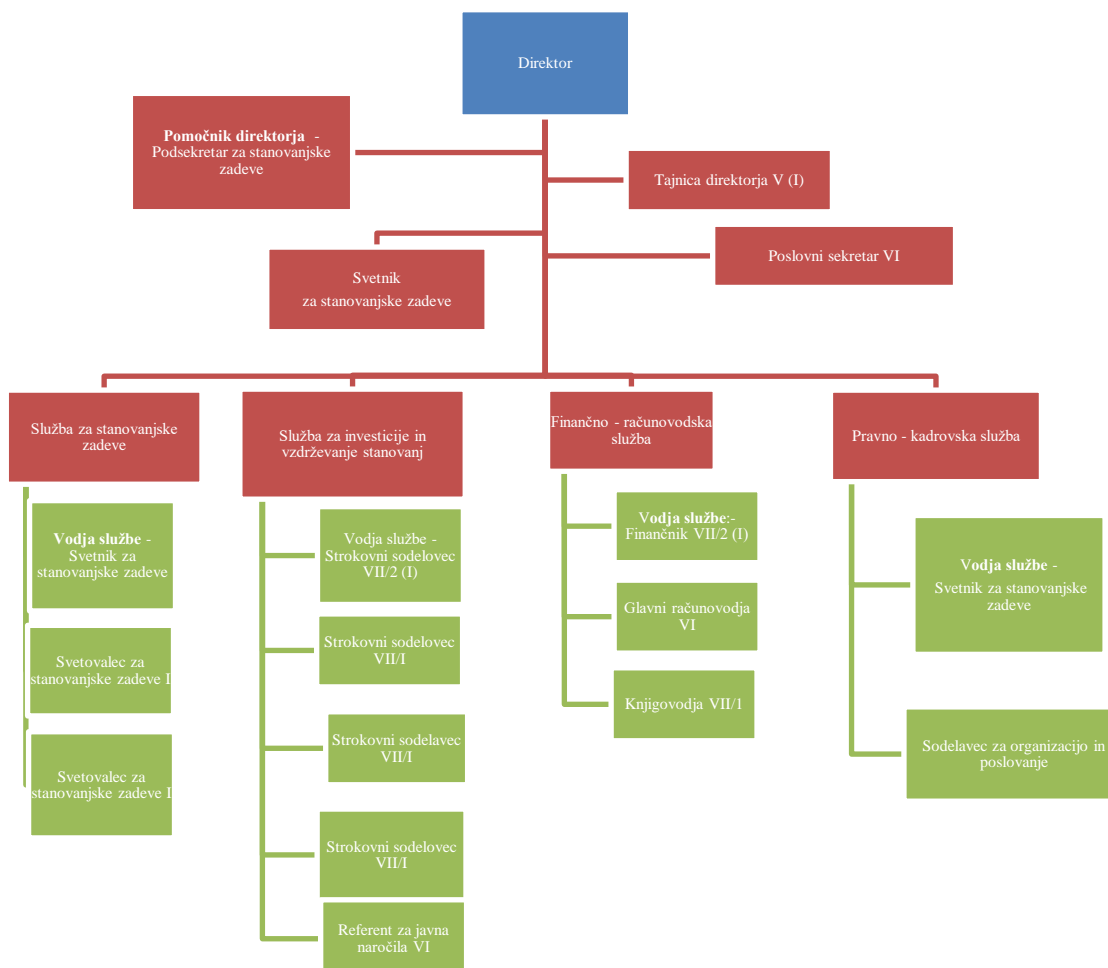 Direktor
Pomočnik direktorja -
Podsekretar za stanovanjske
zadeve
Tajnica direktorja V (I)
Svetnik
za stanovanjske zadeve
Poslovni sekretar VI
Služba za stanovanjske
zadeve
Služba za investicije in
vzdrževanje stanovanj
Finančno - računovodska
služba
Pravno - kadrovska služba
Vodja službe -
Svetnik za
stanovanjske zadeve
Svetovalec za
stanovanjske zadeve I
Svetovalec za
stanovanjske zadeve I
Vodja službe -
Strokovni sodelovec
VII/2 (I)
Strokovni sodelovec
VII/I
Strokovni sodelavec
VII/I
Strokovni sodelovec
VII/I
Referent za javna
naročila VI
Vodja službe:-
Finančnik VII/2 (I)
Glavni računovodja
VI
Knjigovodja VII/1
Vodja službe -
Svetnik za stanovanjske
zadeve
Sodelavec za organizacijo in
poslovanje